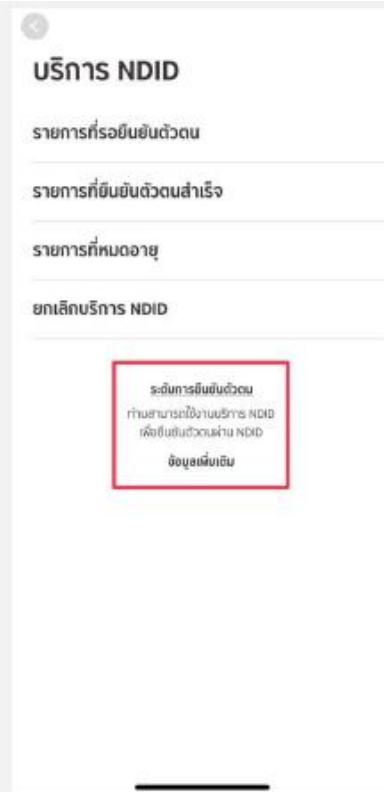 บริการ NDID
รายการที่รอยืนยันตัวตน
รายการที่ยืนยันตัวตนสำเร็จ
รายการที่หมดอายุ
ยกเลิกบริการ NDID
ระดับการยืนยันตัวตน
ท่านสามารถใช้งานบริการ NDID
เพื่อยืนยันตัวตนผ่าน NDID
ข้อมูลเพิ่มเติม